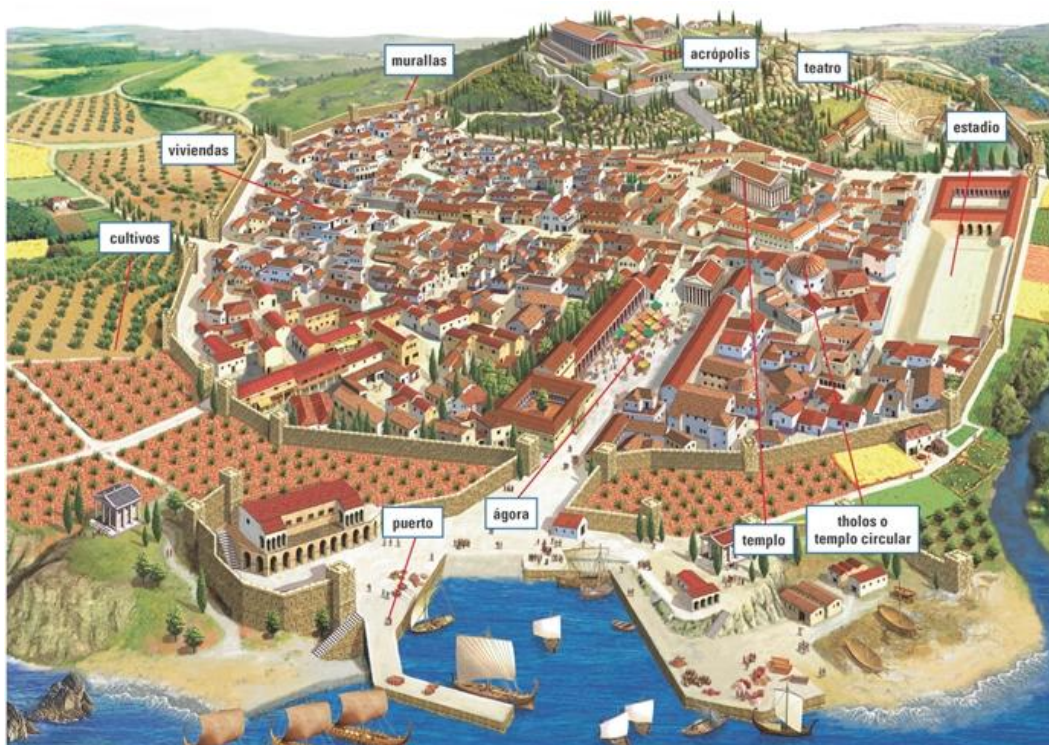 acrópolis
murallas
teatro
estadio
viviendas
cultivos
ágora
puerto
templo
tholos o
templo circular